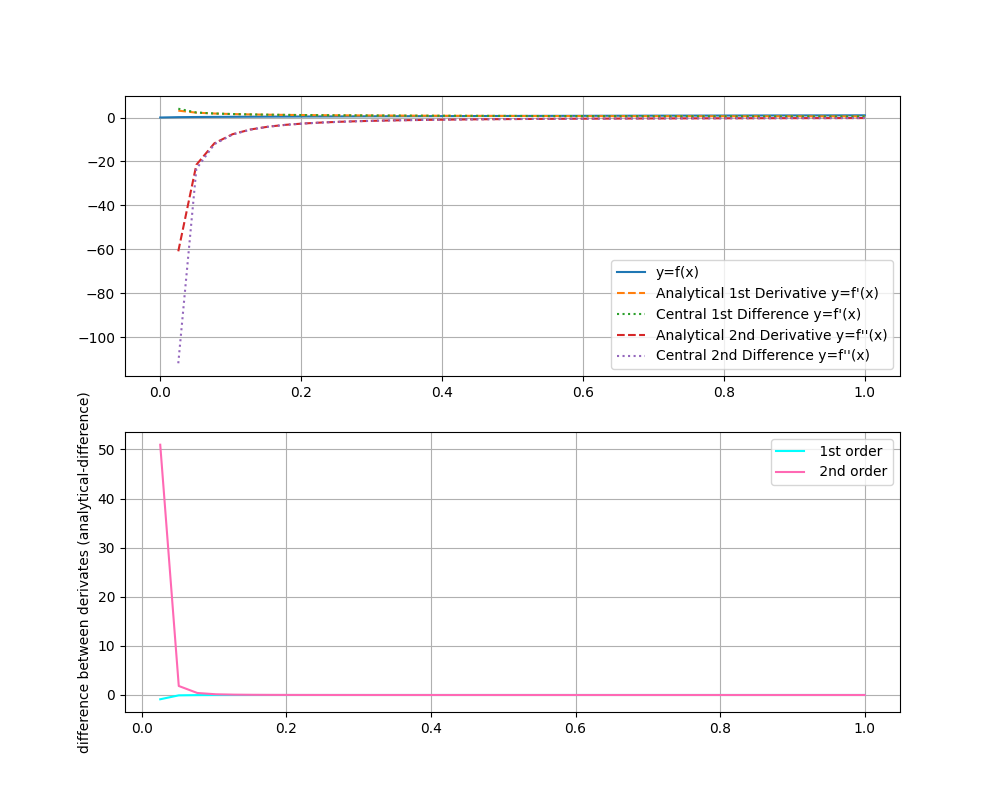 0
−20
−40
−60
−80
−100
0.0 0.2 0.4 0.6 0.8 1.0
y=f(x)
Analytical 1st Derivative y=f'(x)
Central 1st Difference y=f'(x)
Analytical 2nd Derivative y=f''(x)
Central 2nd Difference y=f''(x)
difference between derivates (analytical-difference)
50
40
30
20
10
0
0.0 0.2 0.4 0.6 0.8 1.0
1st order
2nd order